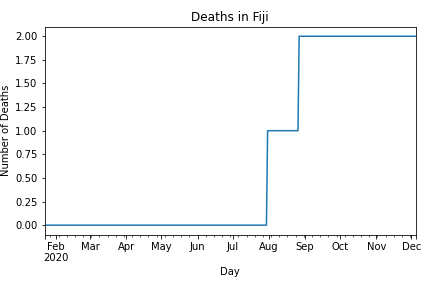 Deaths in Fiji
Number of Deaths
2.00
1.75
1.50
1.25
1.00
0.75
0.50
0.25
0.00
Feb Mar Apr May Jun Jul Aug Sep Oct Nov Dec
2020
Day